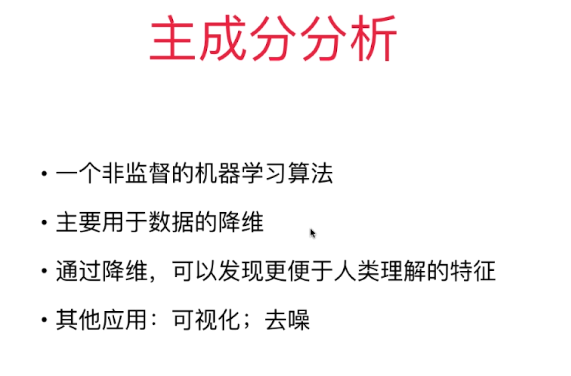 主成分分析
• 一个非监督的机器学习算法
• 主要用于数据的降维
• 通过降维，可以发现更便于人类理解的特征
• 其他应用：可视化；去噪